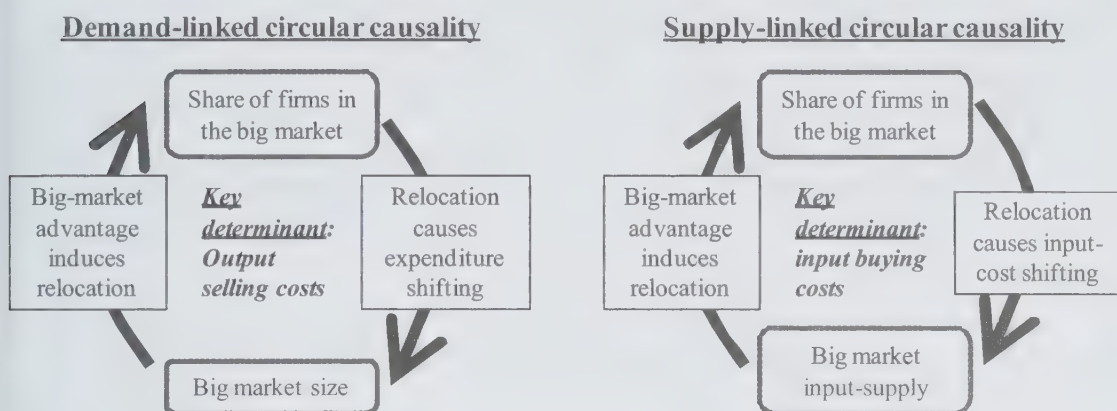 Demand-linked circular causality
Share of firms in
the big market
Big-market
advantage
induces
relocation
Key
determinant:
Output
selling costs
Relocation
causes
expenditure
shifting
Big market size
Supply-linked circular causality
Share of firms in
the big market
Big-market
advantage
induces
relocation
Key
determinant:
input buying
costs
Relocation
causes input-
cost shifting
Big market
input-supply